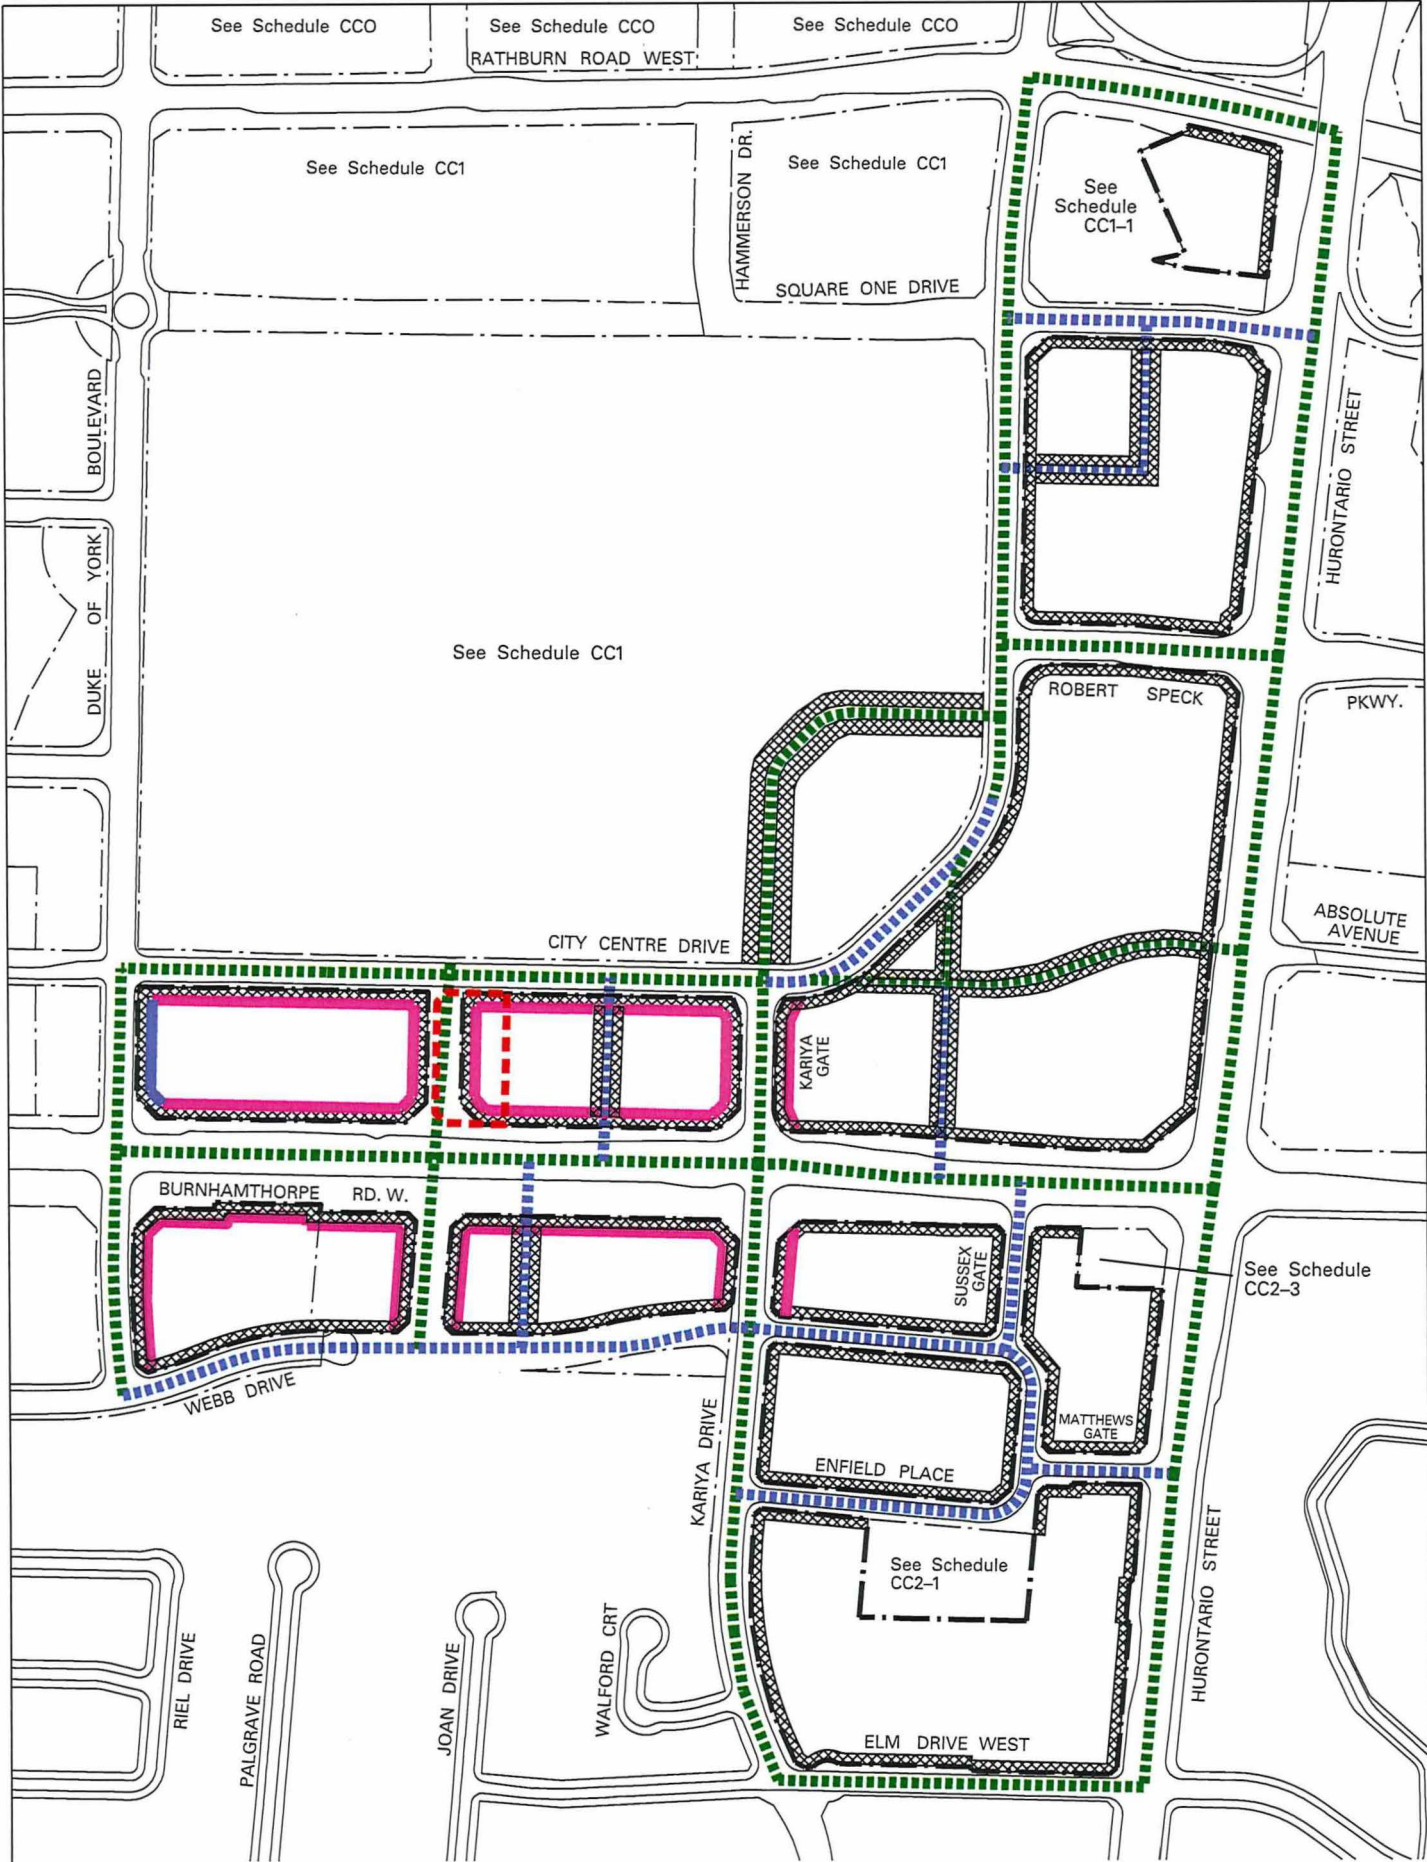 See Schedule CCO
See Schedule CCO
See Schedule CCO
RATHBURN ROAD WEST
See Schedule CC1
HAMMERSON DR.
See Schedule CC1
See
Schedule
CC1-1
SQUARE ONE DRIVE
DUKE OF YORK BOULEVARD
HURONTARIO STREET
See Schedule CC1
ROBERT SPECK
PKWY.
ABSOLUTE
AVENUE
CITY CENTRE DRIVE
KARIYA
GATE
BURNHAMTHORPE RD. W.
SUSSEX
GATE
See Schedule
CC2-3
WEBB DRIVE
MATTHEWS
GATE
KARIYA DRIVE
ENFIELD PLACE
See Schedule
CC2-1
HURONTARIO STREET
RIEL DRIVE
PALGRAVE ROAD
JOAN DRIVE
WALFORD CRT
ELM DRIVE WEST